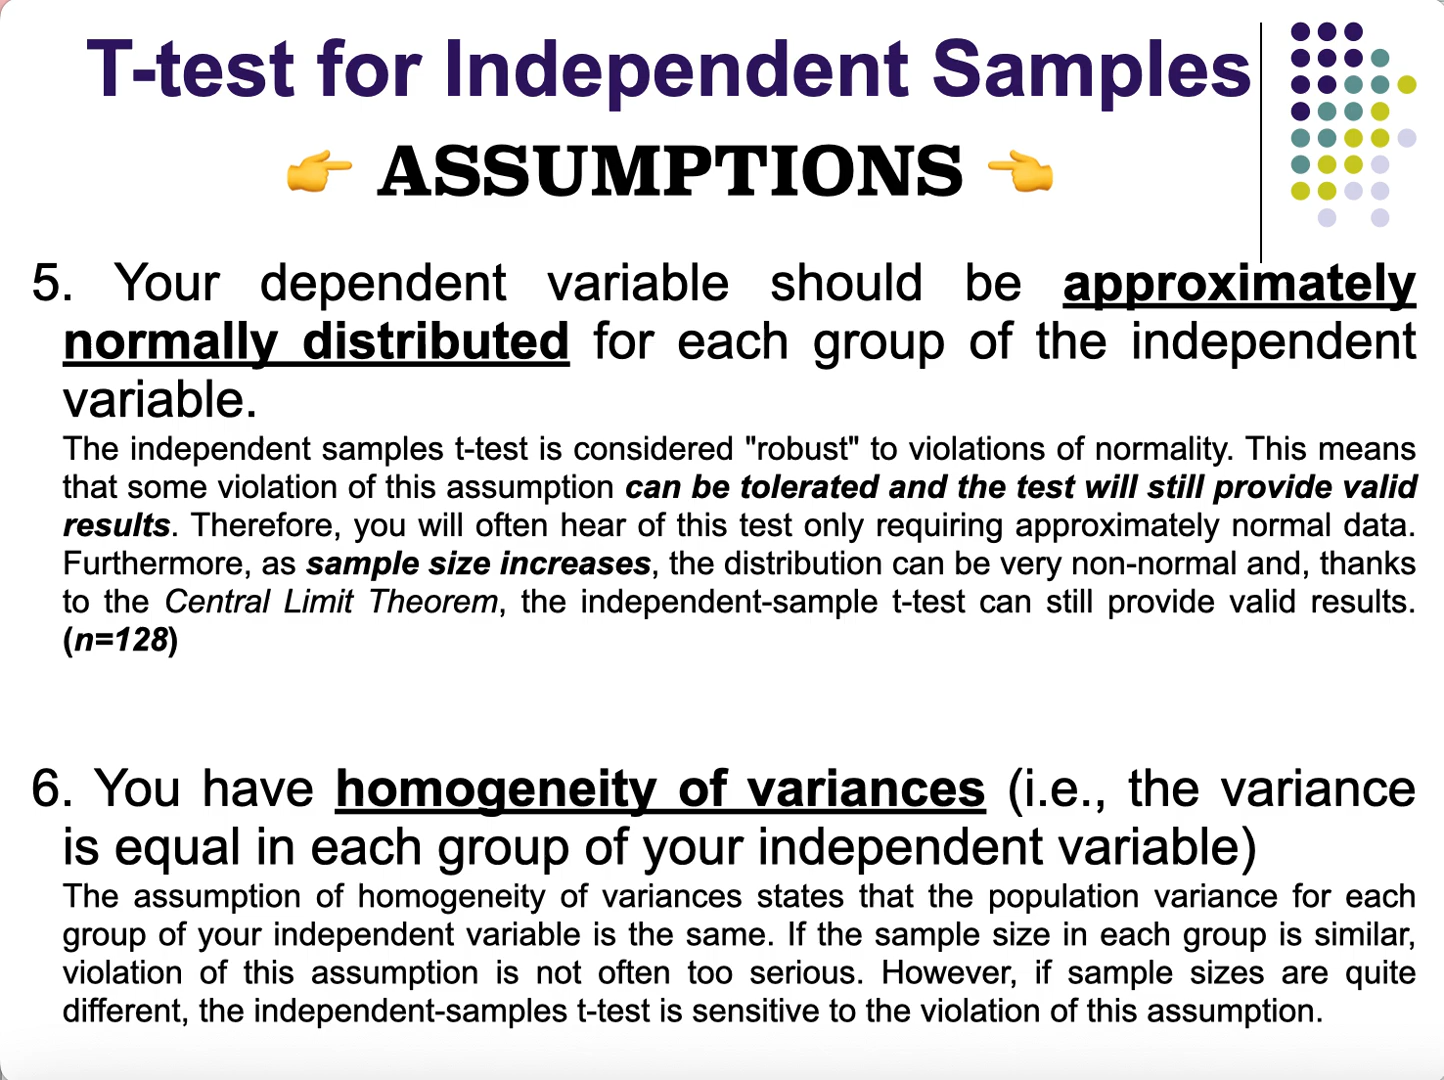 T-test for Independent Samples
👉 ASSUMPTIONS 👈
5. Your dependent variable should be approximately
normally distributed for each group of the independent
variable.
The independent samples t-test is considered "robust" to violations of normality. This means
that some violation of this assumption can be tolerated and the test will still provide valid
results. Therefore, you will often hear of this test only requiring approximately normal data.
Furthermore, as sample size increases, the distribution can be very non-normal and, thanks
to the Central Limit Theorem, the independent-sample t-test can still provide valid results.
(n=128)
6. You have homogeneity of variances (i.e., the variance
is equal in each group of your independent variable)
The assumption of homogeneity of variances states that the population variance for each
group of your independent variable is the same. If the sample size in each group is similar,
violation of this assumption is not often too serious. However, if sample sizes are quite
different, the independent-samples t-test is sensitive to the violation of this assumption.